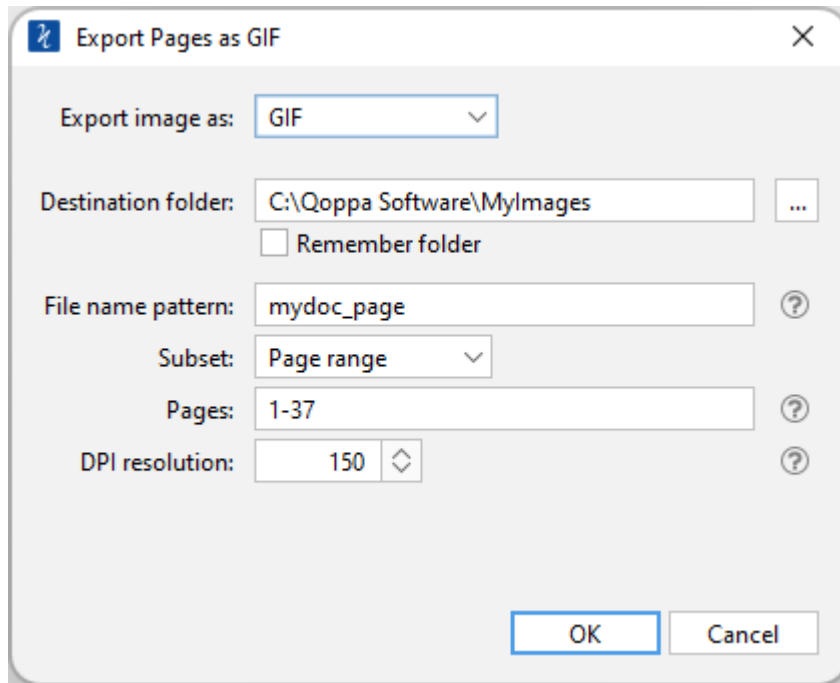 Export Pages as GIF
Export image as: GIF
Destination folder: C:\Qoppa Software\MyImages ...
Remember folder
File name pattern: mydoc_page ?
Subset: Page range
Pages: 1-37 ?
DPI resolution: 150 ?
OK Cancel